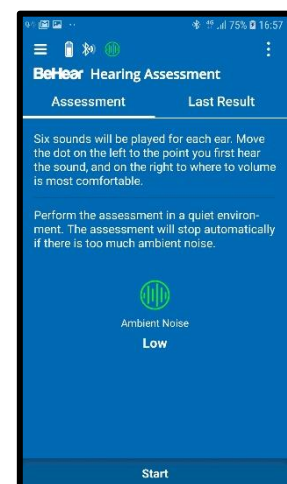 75% 16:57
BeHear Hearing Assessment
Assessment Last Result
Six sounds will be played for each ear. Move
the dot on the left to the point you first hear
the sound, and on the right to where to volume
is most comfortable.
Perform the assessment in a quiet environ-
ment. The assessment will stop automatically
if there is too much ambient noise.
Ambient Noise
Low
Start